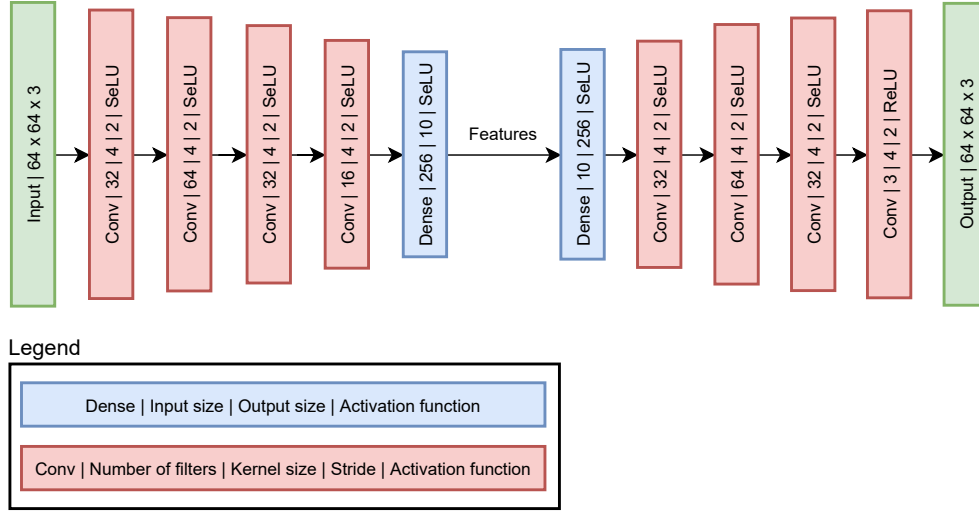 Input | 64 x 64 x 3
Conv | 32 | 4 | 2 | SeLU
Conv | 64 | 4 | 2 | SeLU
Conv | 32 | 4 | 2 | SeLU
Conv | 16 | 4 | 2 | SeLU
Dense | 256 | 10 | SeLU
Features
Dense | 10 | 256 | SeLU
Conv | 32 | 4 | 2 | SeLU
Conv | 64 | 4 | 2 | SeLU
Conv | 32 | 4 | 2 | SeLU
Conv | 3 | 4 | 2 | ReLU
Output | 64 x 64 x 3
Legend
Dense | Input size | Output size | Activation function
Conv | Number of filters | Kernel size | Stride | Activation function